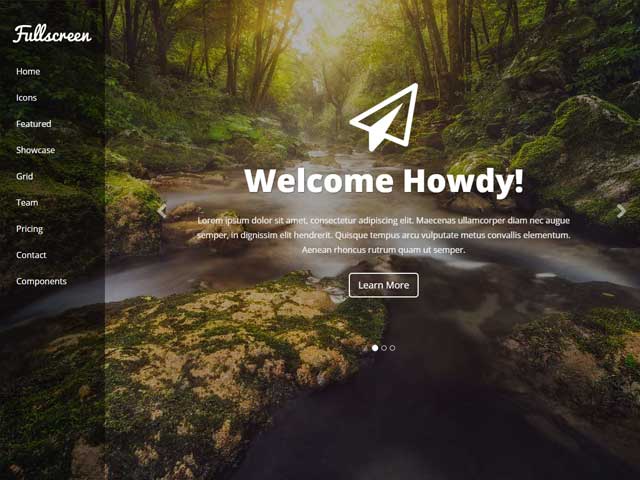 Fullscreen
Home
Icons
Featured
Showcase
Grid
Team
Pricing
Contact
Components
Welcome Howdy!
Lorem ipsum dolor sit amet, consectetur adipiscing elit. Maecenas ullamcorper diam nec augue
semper, in dignissim elit hendrerit. Quisque tempus arcu vulputate metus convallis elementum.
Aenean rhoncus rutrum quam ut semper.
Learn More